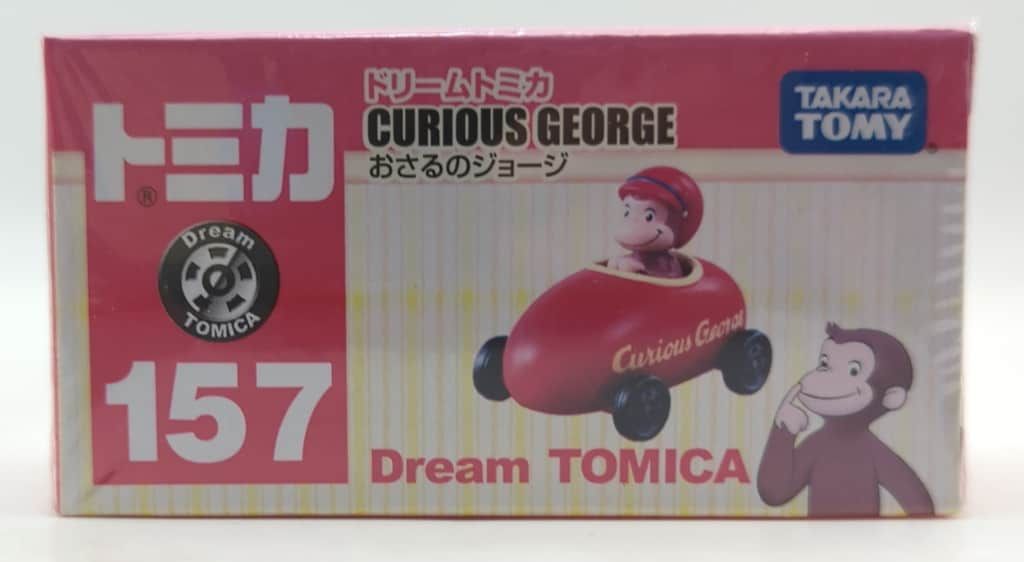 トミカ
®
Dream
TOMICA
157
ドリームトミカ
CURIOUS GEORGE
おさるのジョージ
TAKARA
TOMY
Curious George
Dream TOMICA